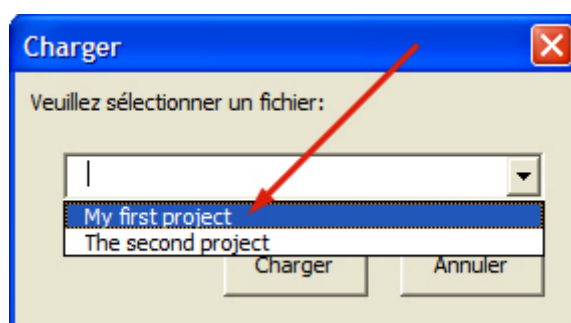 Charger
Veuillez sélectionner un fichier:
My first project
The second project
Charger Annuler